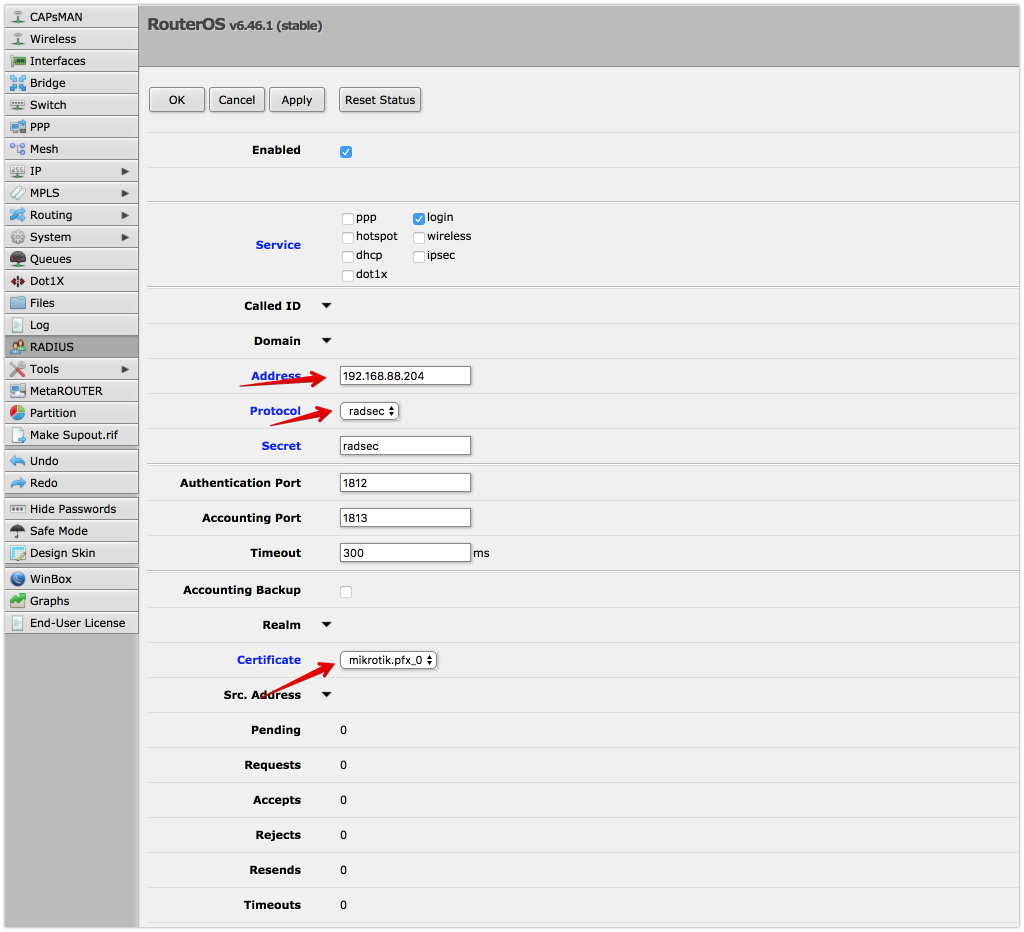 CAPsMAN
Wireless
Interfaces
Bridge
Switch
PPP
Mesh
IP
MPLS
Routing
System
Queues
Dot1X
Files
Log
RADIUS
Tools
MetaROUTER
Partition
Make Supout.rif
Undo
Redo
Hide Passwords
Safe Mode
Design Skin
WinBox
Graphs
End-User License
RouterOS v6.46.1 (stable)
OK Cancel Apply Reset Status
Enabled
Service
ppp login
hotspot wireless
dhcp ipsec
dot1x
Called ID
Domain
Address 192.168.88.204
Protocol radsec
Secret radsec
Authentication Port 1812
Accounting Port 1813
Timeout 300 ms
Accounting Backup
Realm
Certificate mikrotik.pfx_0
Src. Address
Pending 0
Requests 0
Accepts 0
Rejects 0
Resends 0
Timeouts 0